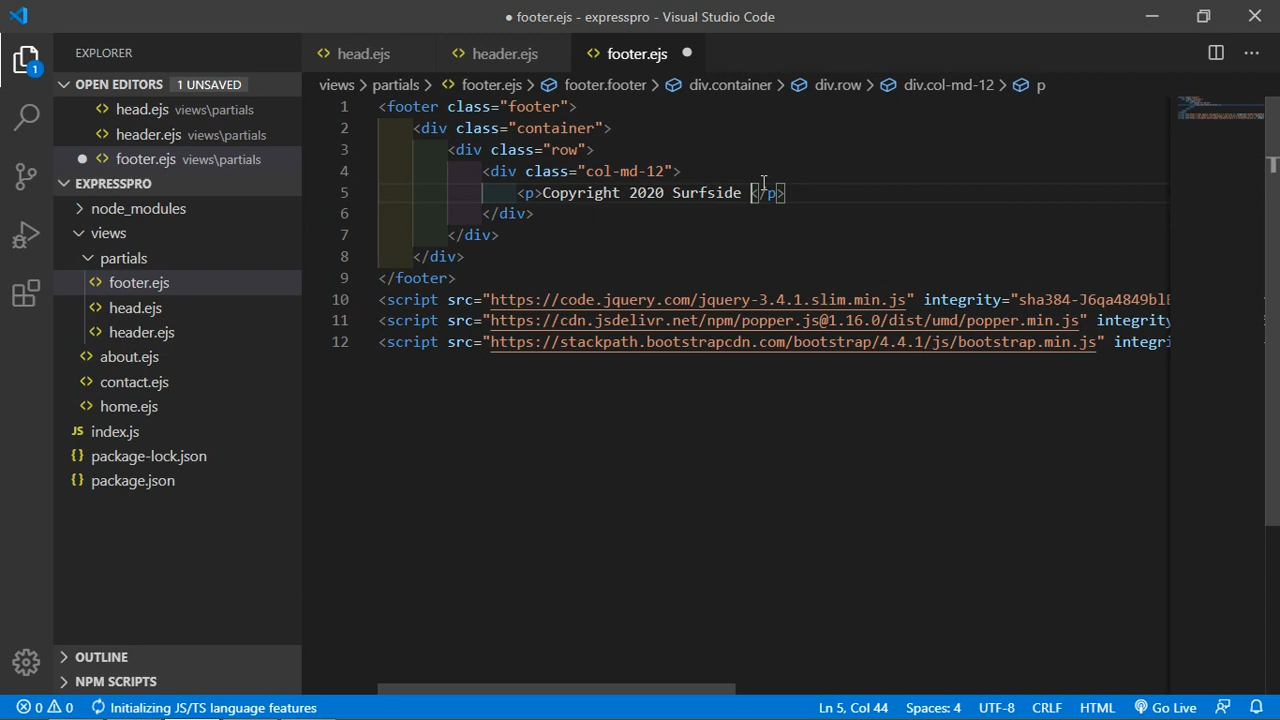 ● footer.ejs - expresspro - Visual Studio Code
EXPLORER
head.ejs
header.ejs
footer.ejs
OPEN EDITORS 1 UNSAVED
views > partials > footer.ejs > footer.footer > div.container > div.row > div.col-md-12 > p
head.ejs views\partials
header.ejs views\partials
footer.ejs views\partials
EXPRESSPRO
node_modules
views
partials
footer.ejs
head.ejs
header.ejs
about.ejs
contact.ejs
home.ejs
JS index.js
{} package-lock.json
{} package.json
OUTLINE
NPM SCRIPTS
1
1 <footer class="footer">
2 <div class="container">
3 <div class="row">
4 <div class="col-md-12">
5 <p>Copyright 2020 Surfside </p>
6 </div>
7 </div>
8 </div>
9 </footer>
10 <script src="https://code.jquery.com/jquery-3.4.1.slim.min.js" integrity="sha384-J6qa4849blE
11 <script src="https://cdn.jsdelivr.net/npm/popper.js@1.16.0/dist/umd/popper.min.js" integrity
12 <script src="https://stackpath.bootstrapcdn.com/bootstrap/4.4.1/js/bootstrap.min.js" integri
0 0 Initializing JS/TS language features
Ln 5, Col 44 Spaces: 4 UTF-8 CRLF HTML Go Live